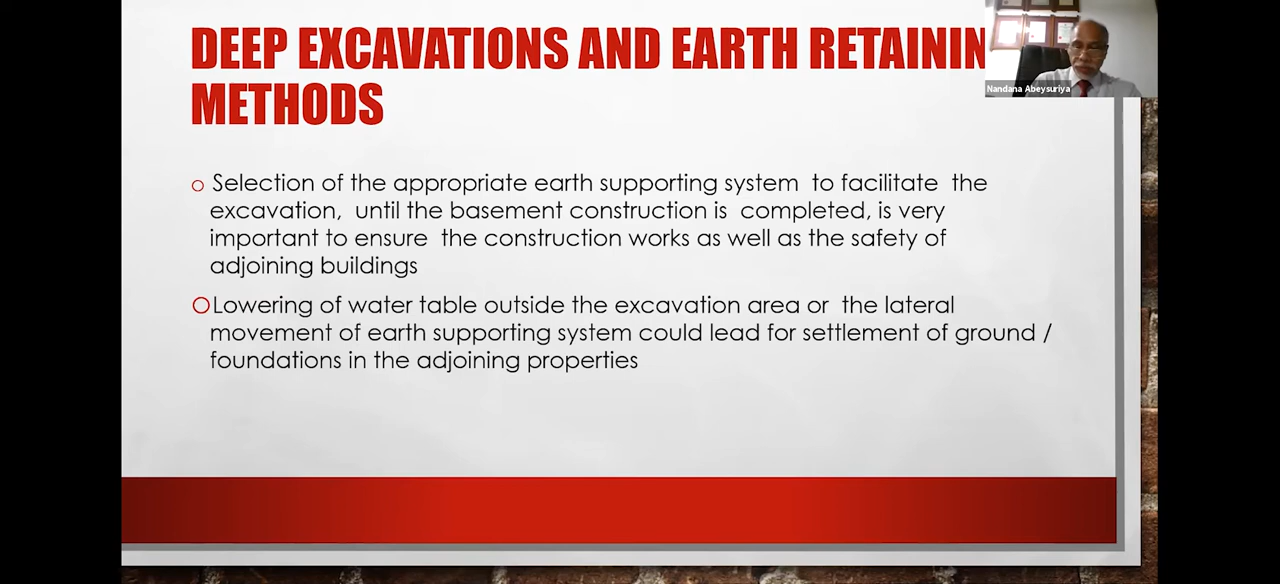 DEEP EXCAVATIONS AND EARTH RETAININ
METHODS
Nandana Abeysuriya
Selection of the appropriate earth supporting system to facilitate the
excavation, until the basement construction is completed, is very
important to ensure the construction works as well as the safety of
adjoining buildings
Lowering of water table outside the excavation area or the lateral
movement of earth supporting system could lead for settlement of ground /
foundations in the adjoining properties